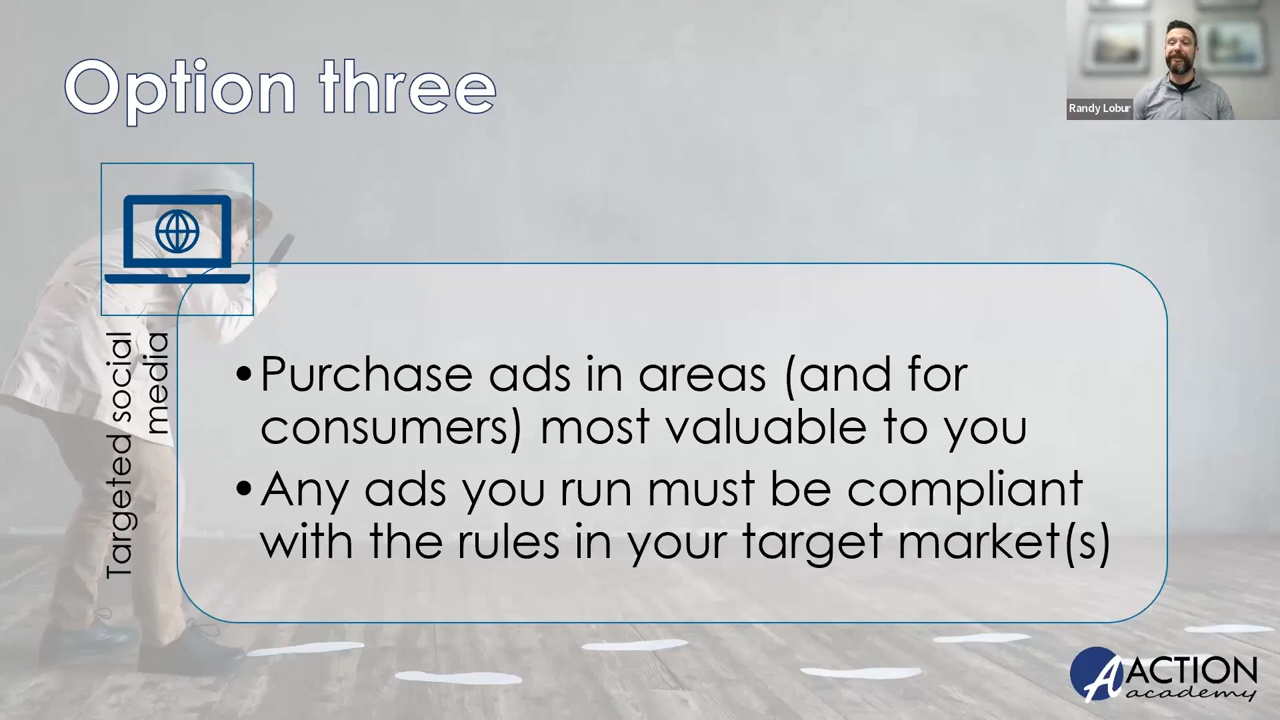 Option three
Randy Lobur
Targeted social
media
•Purchase ads in areas (and for
consumers) most valuable to you
•Any ads you run must be compliant
with the rules in your target market(s)
A ACTION
academy